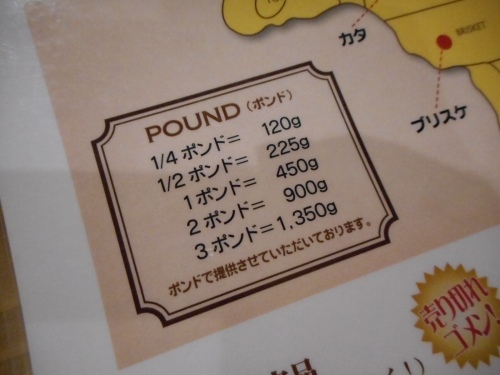 カタ
BRISKET
ブリスケ
POUND (ポンド)
1/4 ポンド= 120g
1/2 ポンド= 225g
1 ポンド= 450g
2 ポンド= 900g
3 ポンド=1,350g
ポンドで提供させていただいております。
売り切れ
ゴメン!